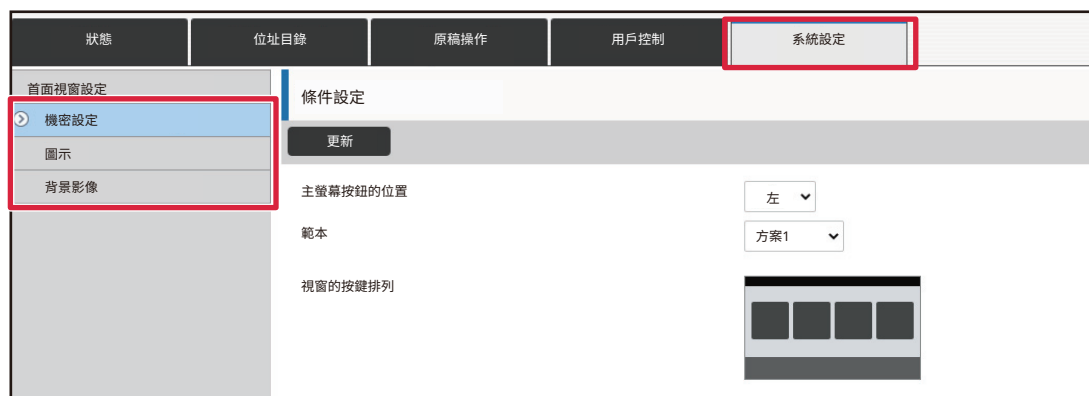 狀態
位址目錄
原稿操作
用戶控制
系統設定
首面視窗設定
機密設定
圖示
背景影像
條件設定
更新
主螢幕按鈕的位置
左
範本
方案1
視窗的按鍵排列